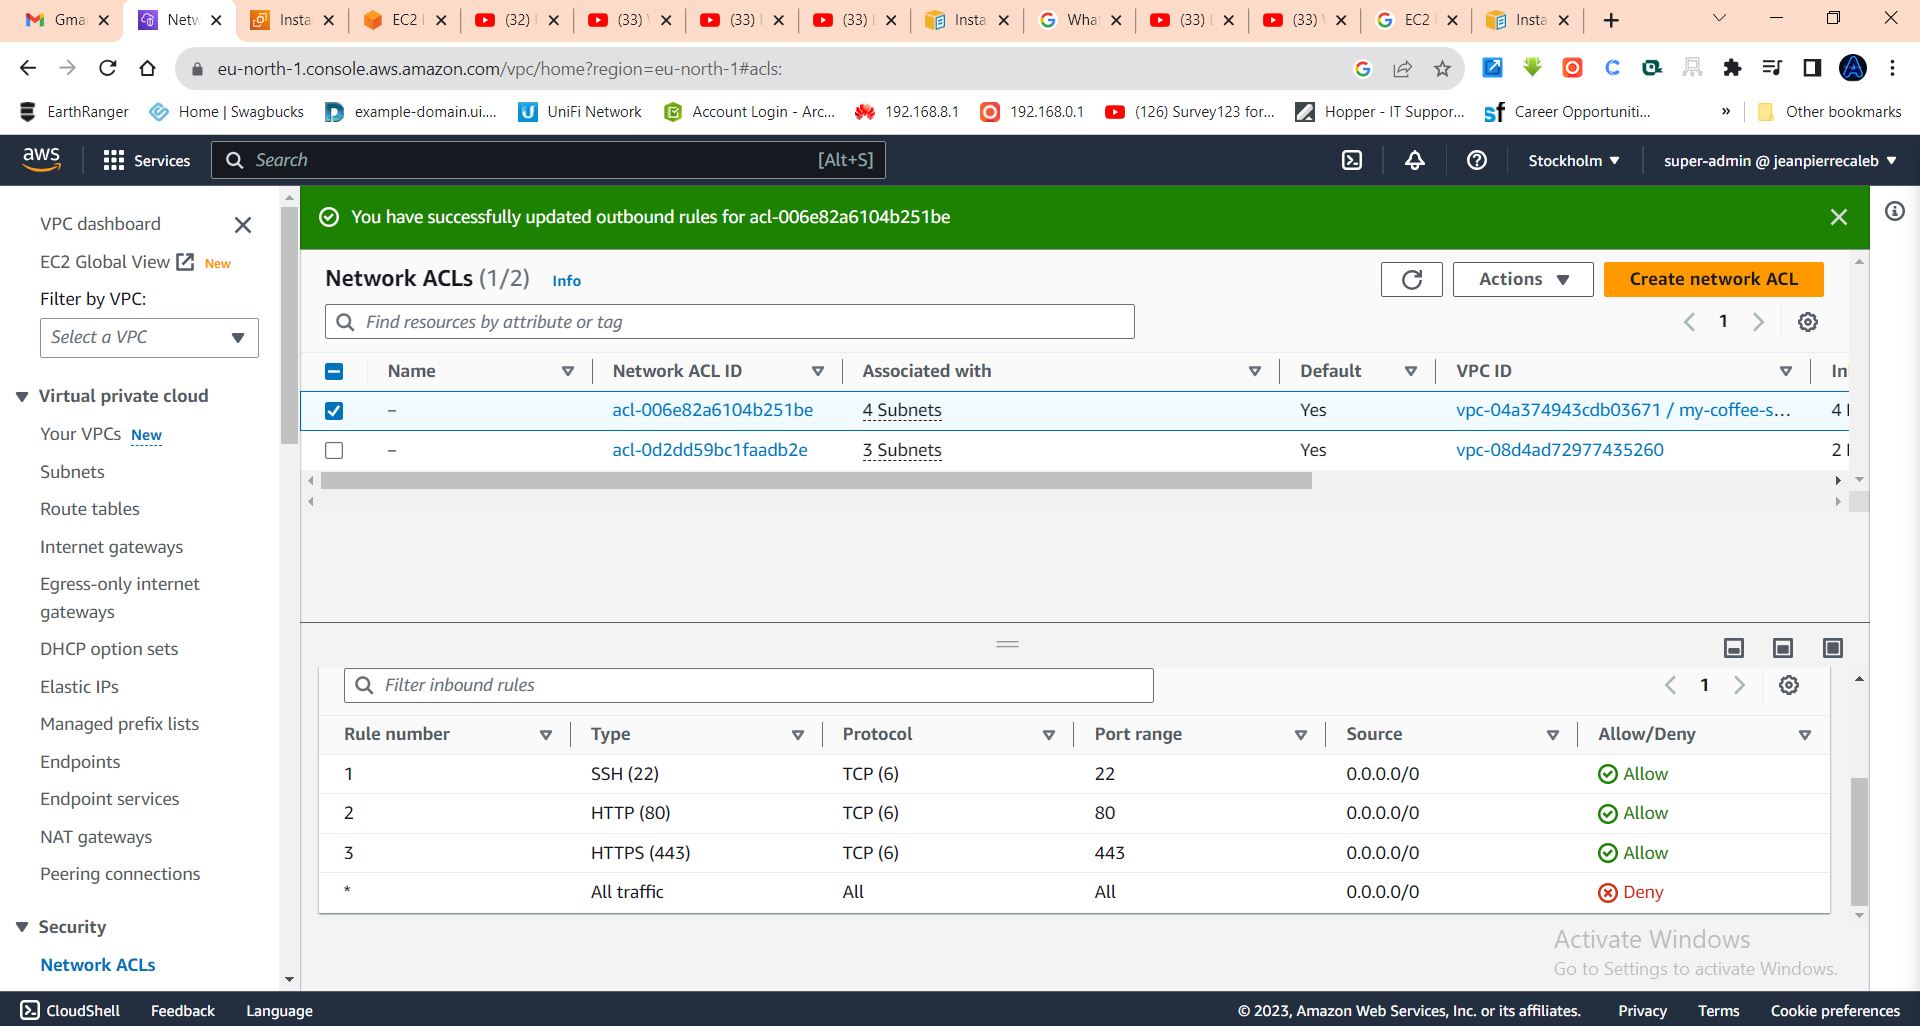 Gmai
Netw
Insta
EC2
(32)
(33)
(33)
(33)
Insta
Wha
(33)
(33)
EC2
Insta
eu-north-1.console.aws.amazon.com/vpc/home?region=eu-north-1#acls:
EarthRanger
Home | Swagbucks
example-domain.ui....
UniFi Network
Account Login - Arc...
192.168.8.1
192.168.0.1
(126) Survey123 for...
Hopper - IT Suppor...
Career Opportuniti...
»
Other bookmarks
aws
Services
Search
[Alt+S]
Stockholm
super-admin @ jeanpierrecaleb
VPC dashboard
EC2 Global View New
Filter by VPC:
Select a VPC
Virtual private cloud
Your VPCs New
Subnets
Route tables
Internet gateways
Egress-only internet
gateways
DHCP option sets
Elastic IPs
Managed prefix lists
Endpoints
Endpoint services
NAT gateways
Peering connections
Security
Network ACLs
You have successfully updated outbound rules for acl-006e82a6104b251be
Network ACLs (1/2) Info
Actions
Create network ACL
Find resources by attribute or tag
1
Name Network ACL ID Associated with Default VPC ID In
– acl-006e82a6104b251be 4 Subnets Yes vpc-04a374943cdb03671 / my-coffee-s... 4
– acl-0d2dd59bc1faadb2e 3 Subnets Yes vpc-08d4ad72977435260 2
Filter inbound rules
1
Rule number Type Protocol Port range Source Allow/Deny
1 SSH (22) TCP (6) 22 0.0.0.0/0 Allow
2 HTTP (80) TCP (6) 80 0.0.0.0/0 Allow
3 HTTPS (443) TCP (6) 443 0.0.0.0/0 Allow
* All traffic All All 0.0.0.0/0 Deny
Activate Windows
Go to Settings to activate Windows.
CloudShell
Feedback
Language
© 2023, Amazon Web Services, Inc. or its affiliates.
Privacy
Terms
Cookie preferences